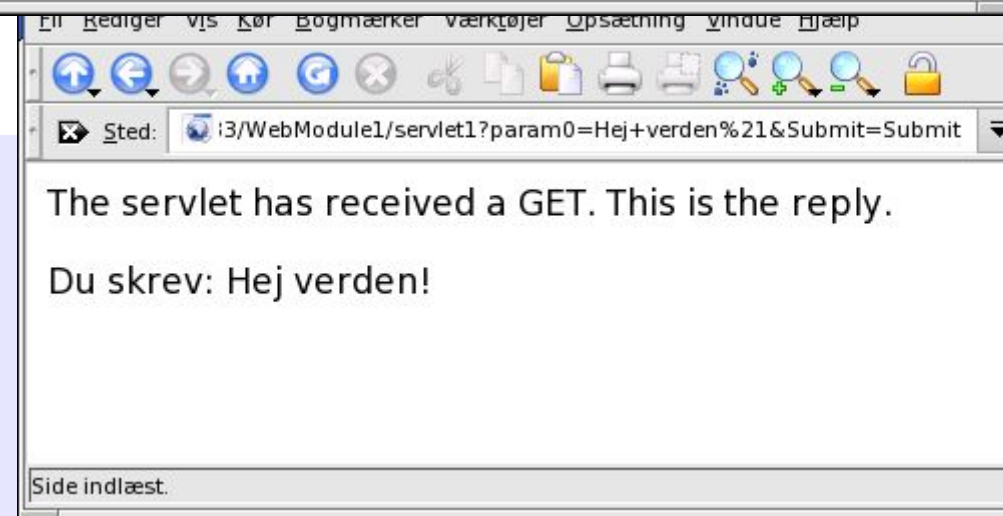 Fil Rediger Vis Kør Bogmærker Værktøjer Opsætning Vindue Hjælp
Sted: :3/WebModule1/servlet1?param0=Hej+verden%21&Submit=Submit
The servlet has received a GET. This is the reply.
Du skrev: Hej verden!
Side indlæst.